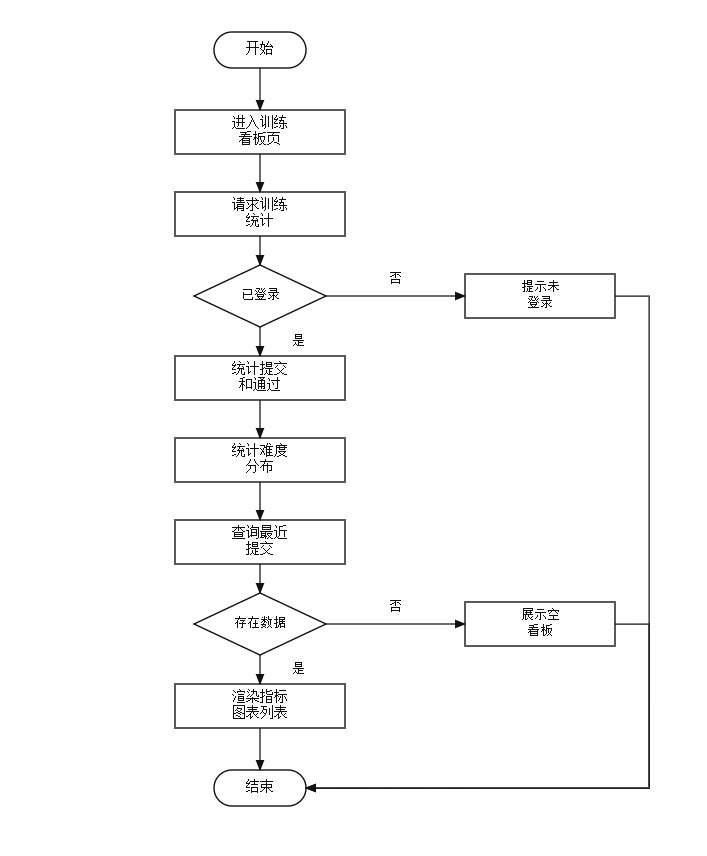 开始
进入训练
看板页
请求训练
统计
已登录
否
提示未
登录
是
统计提交
和通过
统计难度
分布
查询最近
提交
存在数据
否
展示空
看板
是
渲染指标
图表列表
结束